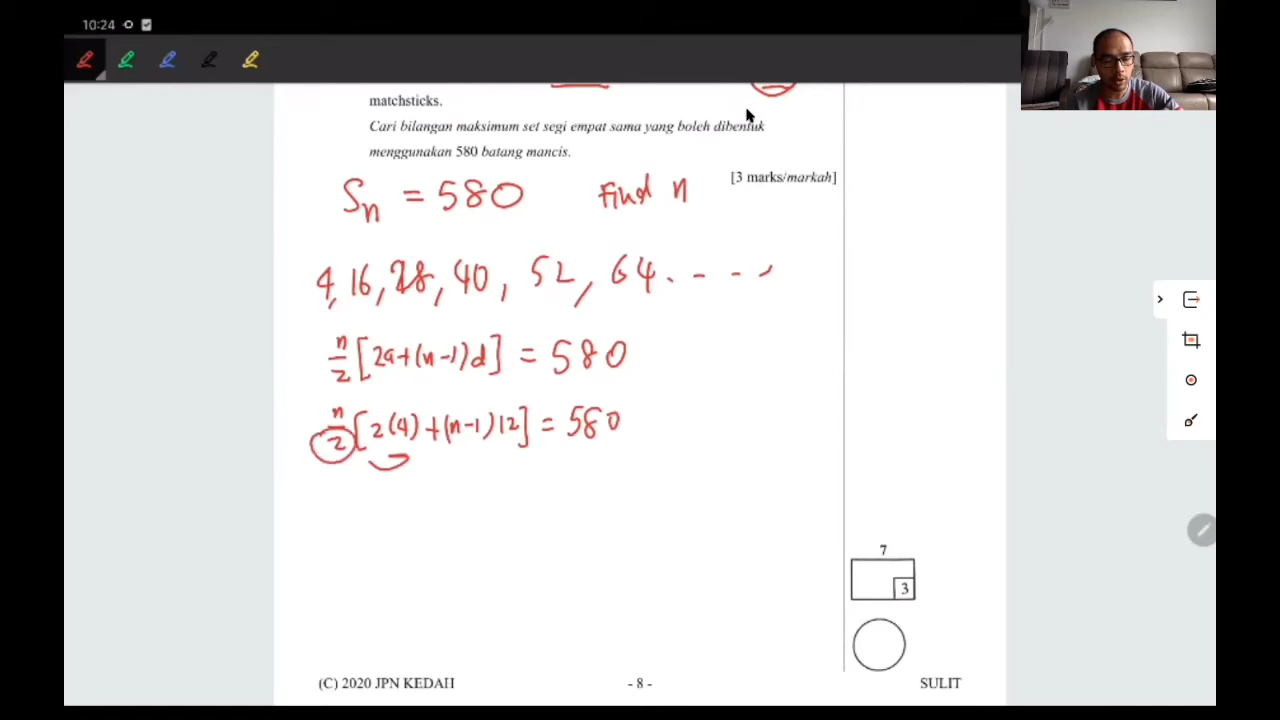 10:24
matchsticks.
Cari bilangan maksimum set segi empat sama yang boleh dibentuk
menggunakan 580 batang mancis.
[3 marks/markah]
Sn = 580 Find n
4, 16, 28, 40, 52, 64. - - -,
n/2 [2a+(n-1)d] = 580
n/2 [2(4)+(n-1)12] = 580
7
3
(C) 2020 JPN KEDAH
- 8 -
SULIT